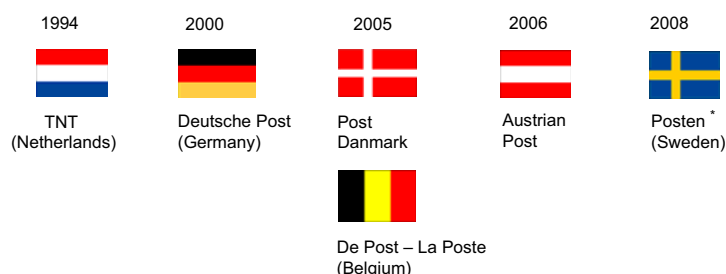 1994
2000
2005
2006
2008
TNT
(Netherlands)
Deutsche Post
(Germany)
Post
Danmark
Austrian
Post
Posten *
(Sweden)
De Post – La Poste
(Belgium)